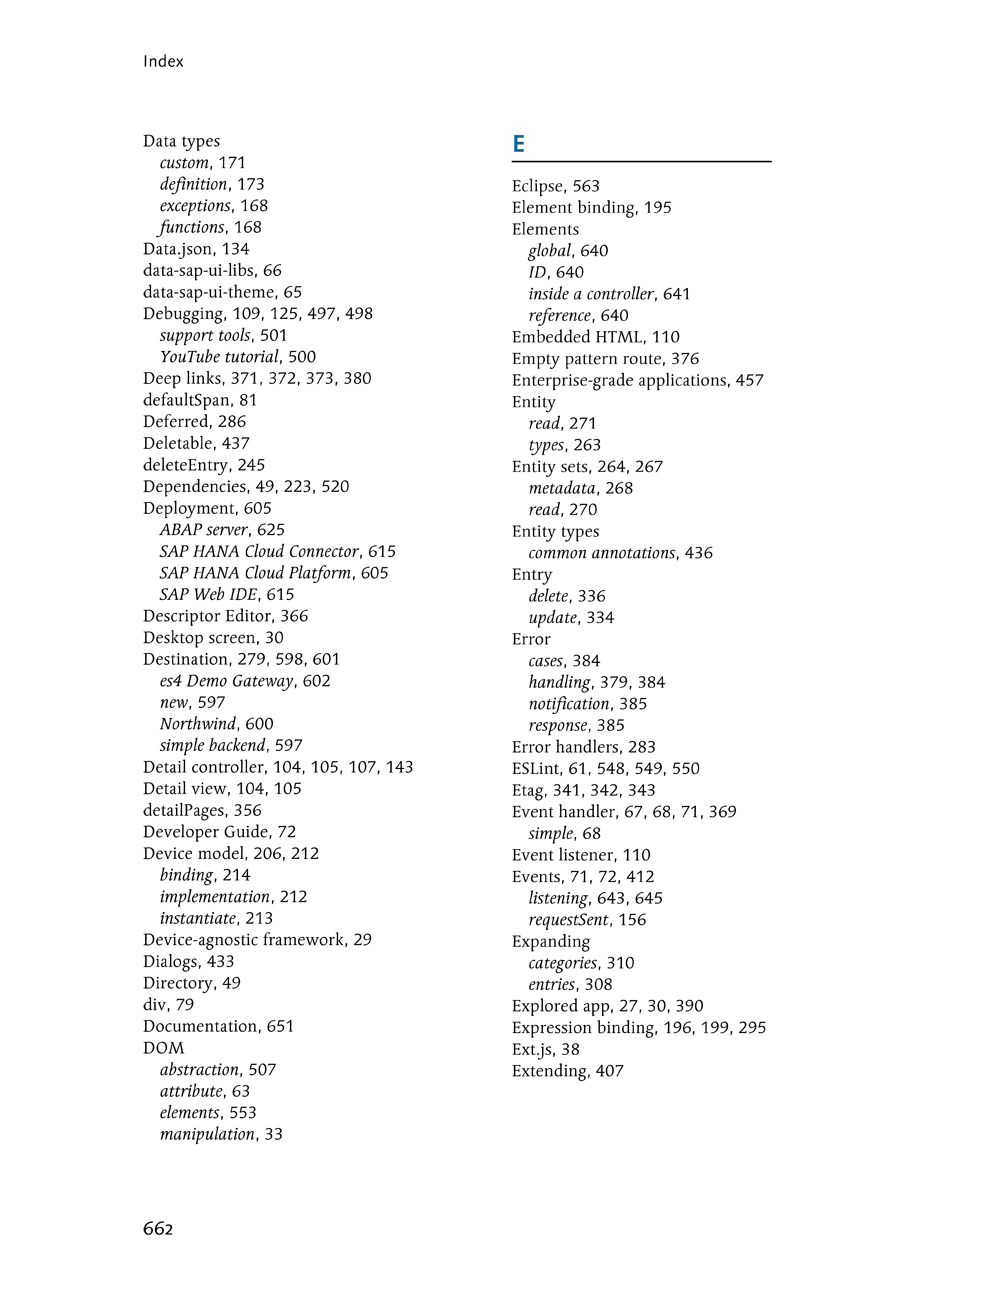 Index
Data types
custom, 171
definition, 173
exceptions, 168
functions, 168
Data.json, 134
data-sap-ui-libs, 66
data-sap-ui-theme, 65
Debugging, 109, 125, 497, 498
support tools, 501
YouTube tutorial, 500
Deep links, 371, 372, 373, 380
defaultSpan, 81
Deferred, 286
Deletable, 437
deleteEntry, 245
Dependencies, 49, 223, 520
Deployment, 605
ABAP server, 625
SAP HANA Cloud Connector, 615
SAP HANA Cloud Platform, 605
SAP Web IDE, 615
Descriptor Editor, 366
Desktop screen, 30
Destination, 279, 598, 601
es4 Demo Gateway, 602
new, 597
Northwind, 600
simple backend, 597
Detail controller, 104, 105, 107, 143
Detail view, 104, 105
detailPages, 356
Developer Guide, 72
Device model, 206, 212
binding, 214
implementation, 212
instantiate, 213
Device-agnostic framework, 29
Dialogs, 433
Directory, 49
div, 79
Documentation, 651
DOM
abstraction, 507
attribute, 63
elements, 553
manipulation, 33
E
Eclipse, 563
Element binding, 195
Elements
global, 640
ID, 640
inside a controller, 641
reference, 640
Embedded HTML, 110
Empty pattern route, 376
Enterprise-grade applications, 457
Entity
read, 271
types, 263
Entity sets, 264, 267
metadata, 268
read, 270
Entity types
common annotations, 436
Entry
delete, 336
update, 334
Error
cases, 384
handling, 379, 384
notification, 385
response, 385
Error handlers, 283
ESLint, 61, 548, 549, 550
Etag, 341, 342, 343
Event handler, 67, 68, 71, 369
simple, 68
Event listener, 110
Events, 71, 72, 412
listening, 643, 645
requestSent, 156
Expanding
categories, 310
entries, 308
Explored app, 27, 30, 390
Expression binding, 196, 199, 295
Ext.js, 38
Extending, 407
662